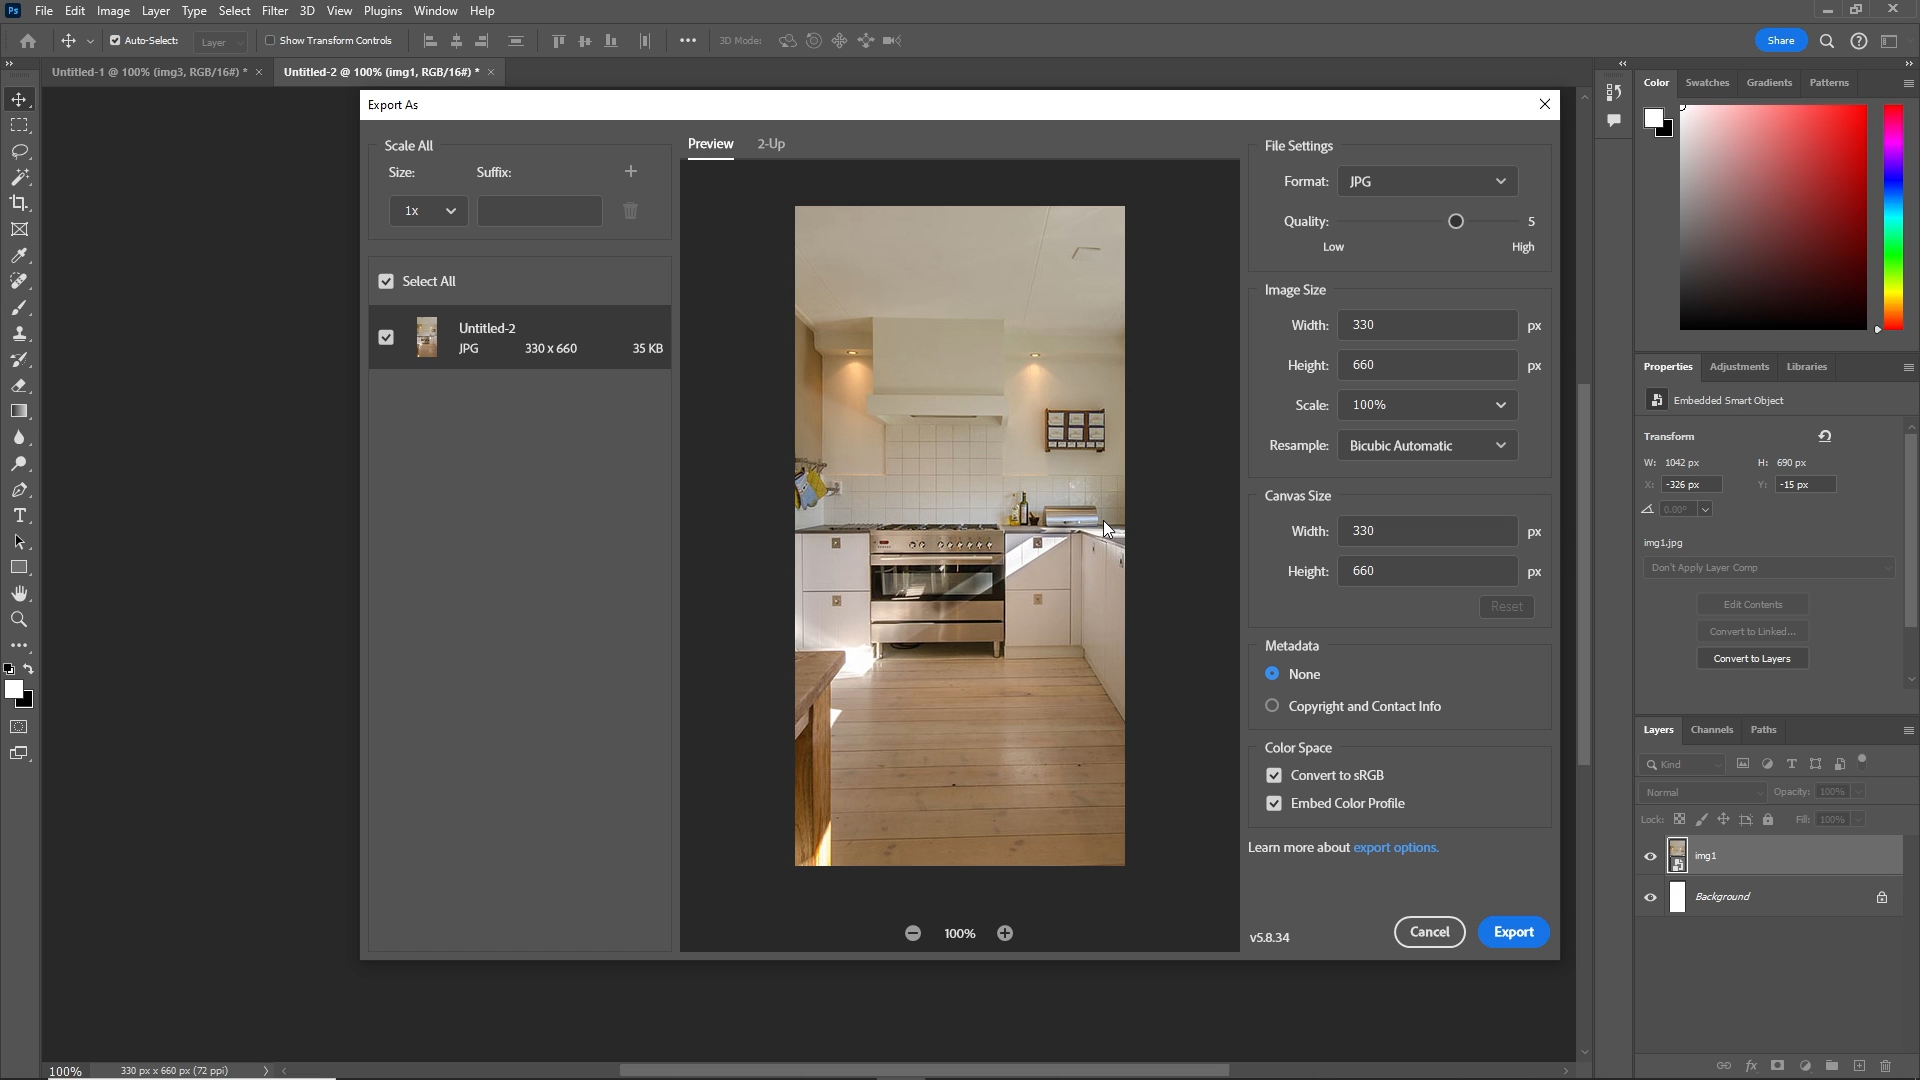 Ps File Edit Image Layer Type Select Filter 3D View Plugins Window Help
Auto-Select: Layer Show Transform Controls 3D Mode: Share
Untitled-1 @ 100% (img3, RGB/16#) * Untitled-2 @ 100% (img1, RGB/16#) *
Export As
Scale All
Size: Suffix:
1x
Select All
Untitled-2
JPG 330 x 660 35 KB
Preview 2-Up
100%
File Settings
Format: JPG
Quality: 5
Low High
Image Size
Width: 330 px
Height: 660 px
Scale: 100%
Resample: Bicubic Automatic
Canvas Size
Width: 330 px
Height: 660 px
Reset
Metadata
None
Copyright and Contact Info
Color Space
Convert to sRGB
Embed Color Profile
Learn more about export options.
v5.8.34 Cancel Export
Color Swatches Gradients Patterns
Properties Adjustments Libraries
Embedded Smart Object
Transform
W: 1042 px H: 690 px
X: -326 px Y: -15 px
0.00°
img1.jpg
Don't Apply Layer Comp
Edit Contents
Convert to Linked...
Convert to Layers
Layers Channels Paths
Kind
Normal Opacity: 100%
Lock: Fill: 100%
img1
Background
100% 330 px x 660 px (72 ppi)